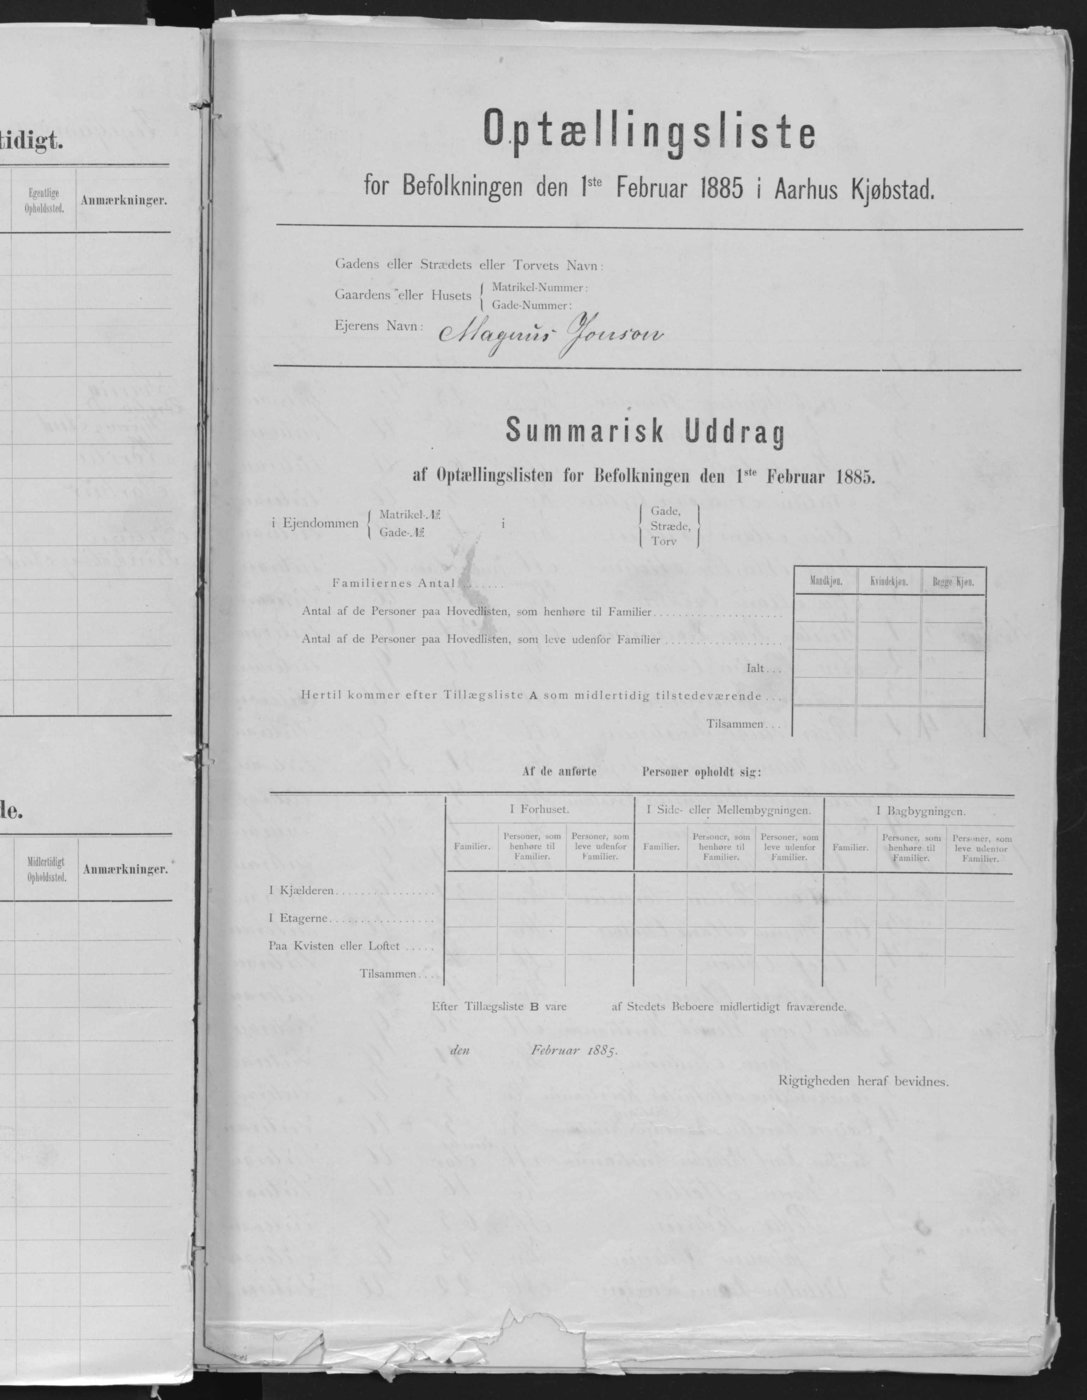 tidigt.
Egentlige Opholdssted.
Anmærkninger.
de.
Midlertidigt Opholdssted.
Anmærkninger.
Optællingsliste
for Befolkningen den 1ste Februar 1885 i Aarhus Kjøbstad.
Gadens eller Strædets eller Torvets Navn:
Gaardens eller Husets { Matrikel-Nummer:
Gade-Nummer:
Ejerens Navn: Magnus Jonson
Summarisk Uddrag
af Optællingslisten for Befolkningen den 1ste Februar 1885.
i Ejendommen { Matrikel-№ i { Gade, }
Gade-№ Stræde,
Torv
Mandkjøn. Kvindekjøn. Begge Kjøn.
Familiernes Antal ......
Antal af de Personer paa Hovedlisten, som henhøre til Familier....................
Antal af de Personer paa Hovedlisten, som leve udenfor Familier ..................
Ialt...
Hertil kommer efter Tillægsliste A som midlertidig tilstedeværende ...
Tilsammen...
Af de anførte Personer opholdt sig:
I Forhuset. I Side- eller Mellembygningen. I Bagbygningen.
Familier. Personer, som henhøre til Familier. Personer, som leve udenfor Familier. Familier. Personer, som henhøre til Familier. Personer, som leve udenfor Familier. Familier. Personer, som henhøre til Familier. Personer, som leve udenfor Familier.
I Kjælderen...............
I Etagerne................
Paa Kvisten eller Loftet .....
Tilsammen...
Efter Tillægsliste B vare af Stedets Beboere midlertidigt fraværende.
den Februar 1885.
Rigtigheden heraf bevidnes.